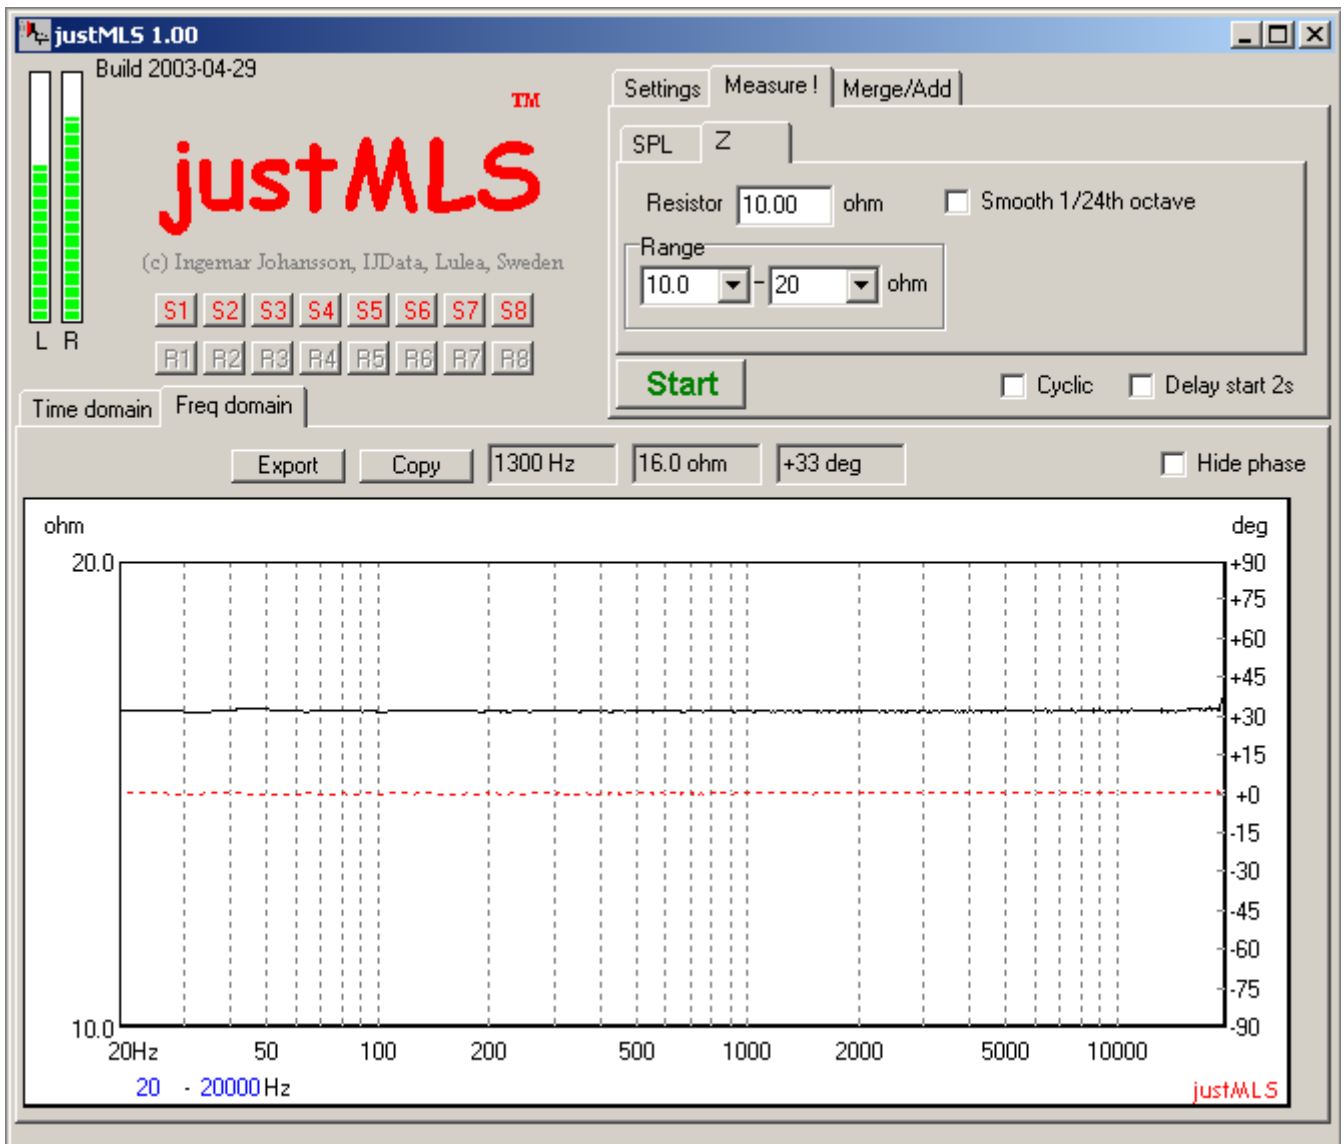 justMLS 1.00
Build 2003-04-29
TM
justMLS
(c) Ingemar Johansson, IJData, Lulea, Sweden
L R
S1 S2 S3 S4 S5 S6 S7 S8
R1 R2 R3 R4 R5 R6 R7 R8
Settings Measure ! Merge/Add
SPL Z
Resistor 10.00 ohm Smooth 1/24th octave
Range
10.0 - 20 ohm
Start Cyclic Delay start 2s
Time domain Freq domain
Export Copy 1300 Hz 16.0 ohm +33 deg Hide phase
ohm deg
20.0 +90
+75
+60
+45
+30
+15
+0
-15
-30
-45
-60
-75
10.0 -90
20Hz 50 100 200 500 1000 2000 5000 10000
20 - 20000 Hz justMLS